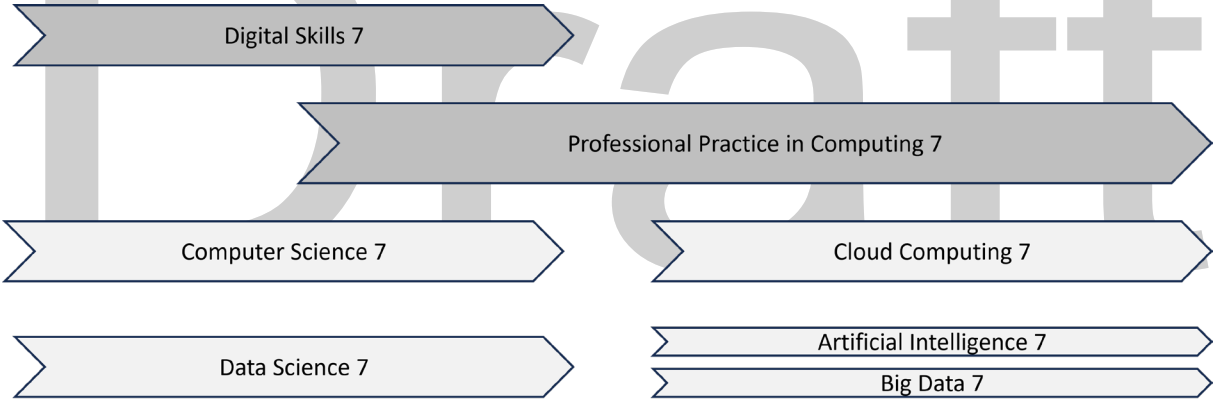 Draft
Digital Skills 7
Professional Practice in Computing 7
Computer Science 7
Cloud Computing 7
Data Science 7
Artificial Intelligence 7
Big Data 7